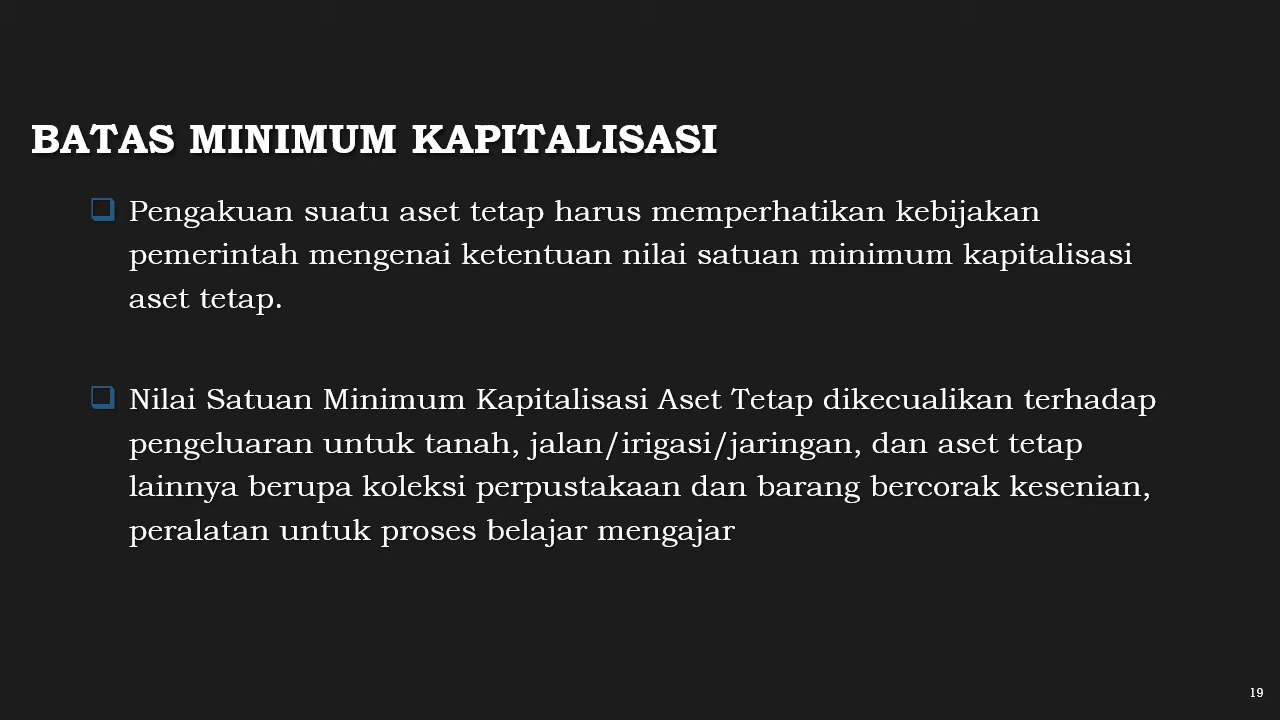 BATAS MINIMUM KAPITALISASI
Pengakuan suatu aset tetap harus memperhatikan kebijakan
pemerintah mengenai ketentuan nilai satuan minimum kapitalisasi
aset tetap.
Nilai Satuan Minimum Kapitalisasi Aset Tetap dikecualikan terhadap
pengeluaran untuk tanah, jalan/irigasi/jaringan, dan aset tetap
lainnya berupa koleksi perpustakaan dan barang bercorak kesenian,
peralatan untuk proses belajar mengajar
19